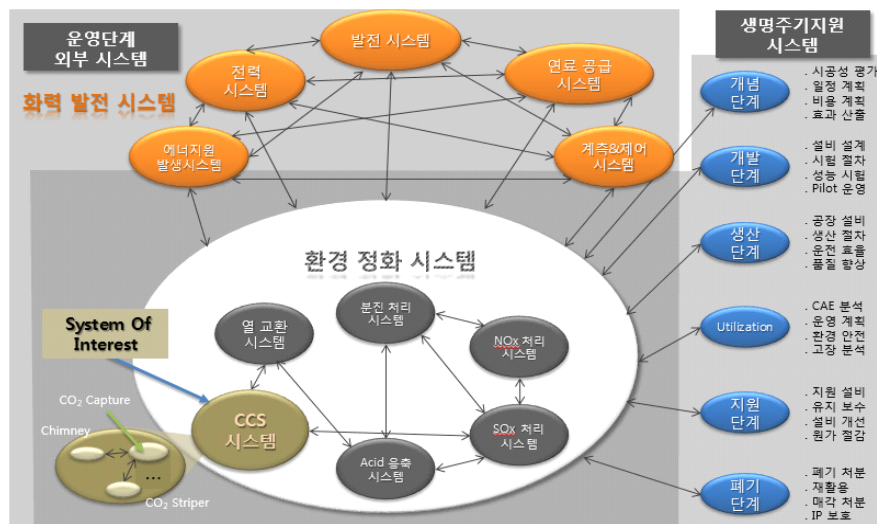 운영단계
외부 시스템
화력 발전 시스템
발전 시스템
전력
시스템
연료 공급
시스템
에너지원
발생시스템
계측&제어
시스템
환경 정화 시스템
분진 처리
시스템
열 교환
시스템
NOx 처리
시스템
System Of
Interest
CCS
시스템
SOx 처리
시스템
Acid 응축
시스템
CO2 Capture
Chimney
...
CO2 Striper
생명주기지원
시스템
개념
단계
. 시공성 평가
. 일정 계획
. 비용 계획
. 효과 산출
개발
단계
. 설비 설계
. 시험 절차
. 성능 시험
. Pilot 운영
생산
단계
. 공장 설비
. 생산 절차
. 운전 효율
. 품질 향상
Utilization
. CAE 분석
. 운영 계획
. 환경 안전
. 고장 분석
지원
단계
. 지원 설비
. 유지 보수
. 설비 개선
. 원가 절감
폐기
단계
. 폐기 처분
. 재활용
. 매각 처분
. IP 보호